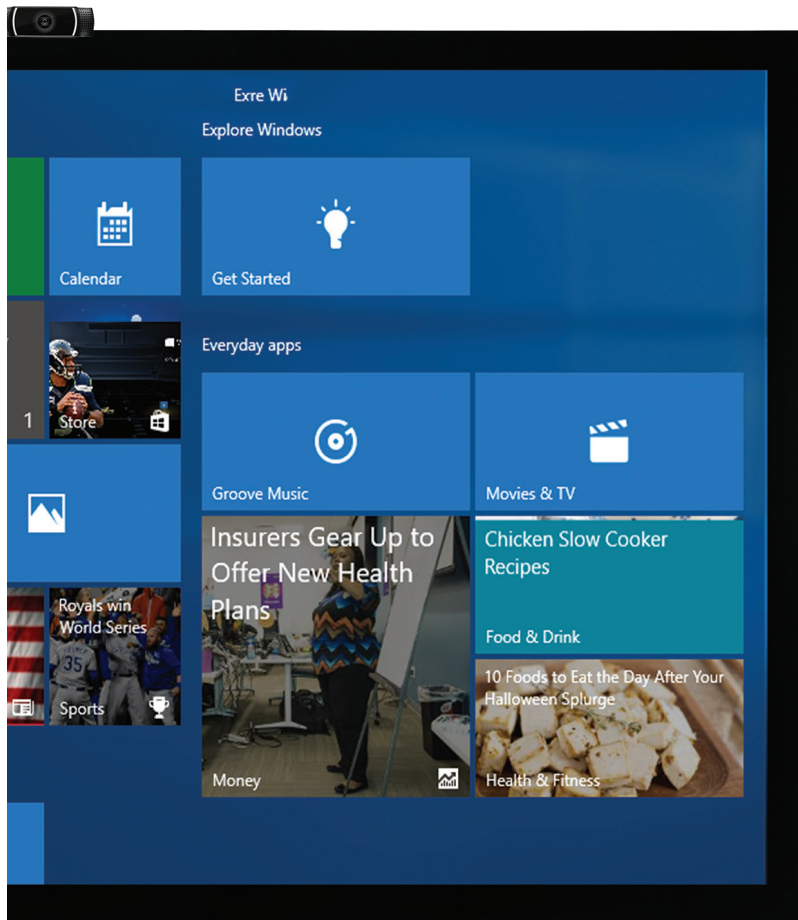 Exre Wi
Explore Windows
Calendar
Get Started
Everyday apps
1
Store
Groove Music
Movies & TV
Insurers Gear Up to
Offer New Health
Plans
Money
Chicken Slow Cooker
Recipes
Food & Drink
Royals win
World Series
35
Sports
10 Foods to Eat the Day After Your
Halloween Splurge
Health & Fitness